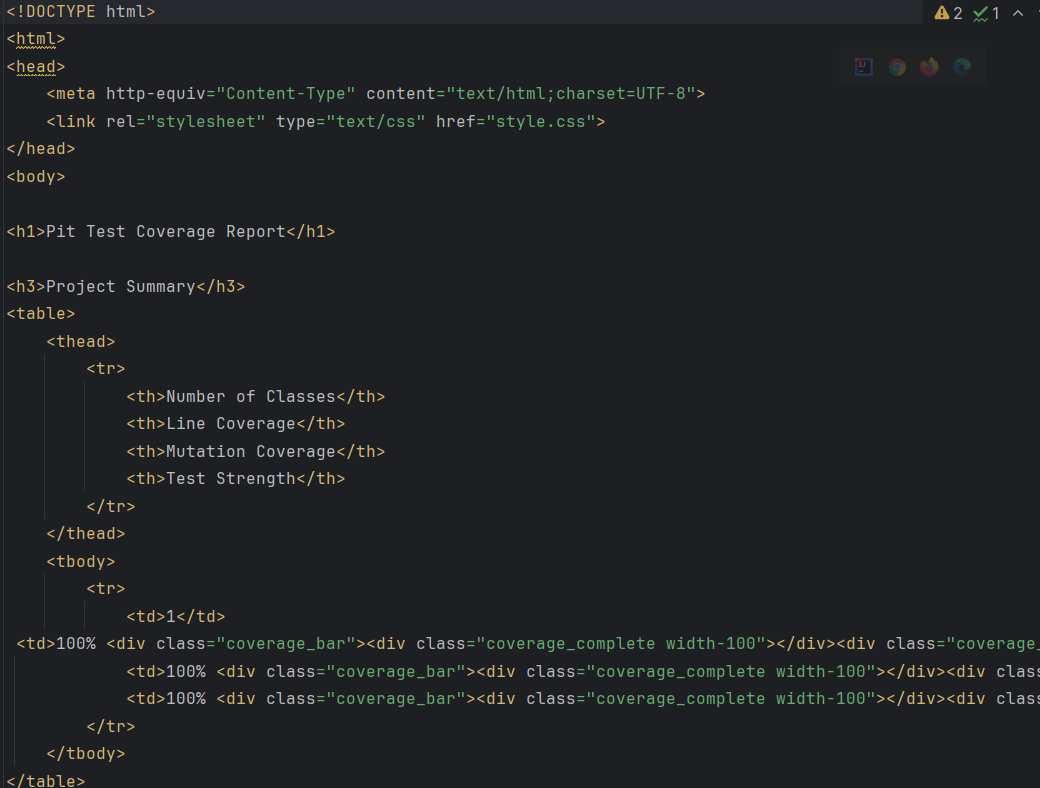 <!DOCTYPE html>
2 1
<html>
<head>
    <meta http-equiv="Content-Type" content="text/html;charset=UTF-8">
    <link rel="stylesheet" type="text/css" href="style.css">
</head>
<body>

<h1>Pit Test Coverage Report</h1>

<h3>Project Summary</h3>
<table>
    <thead>
        <tr>
            <th>Number of Classes</th>
            <th>Line Coverage</th>
            <th>Mutation Coverage</th>
            <th>Test Strength</th>
        </tr>
    </thead>
    <tbody>
        <tr>
            <td>1</td>
 <td>100% <div class="coverage_bar"><div class="coverage_complete width-100"></div><div class="coverage_
            <td>100% <div class="coverage_bar"><div class="coverage_complete width-100"></div><div clas
            <td>100% <div class="coverage_bar"><div class="coverage_complete width-100"></div><div clas
        </tr>
    </tbody>
</table>